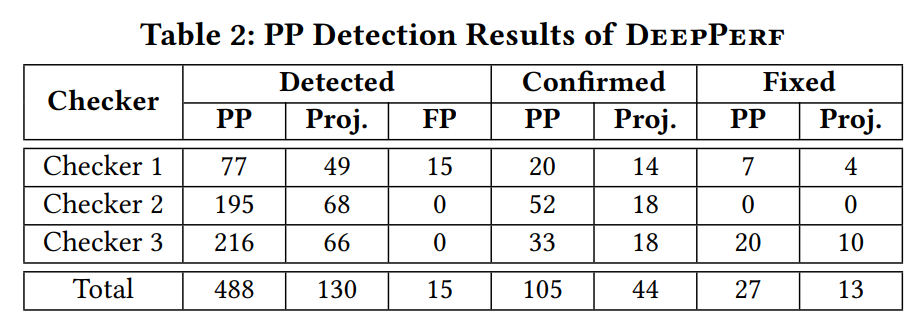 Table 2: PP Detection Results of DEEPPERF
Checker Detected Confirmed Fixed
PP Proj. FP PP Proj. PP Proj.
Checker 1 77 49 15 20 14 7 4
Checker 2 195 68 0 52 18 0 0
Checker 3 216 66 0 33 18 20 10
Total 488 130 15 105 44 27 13